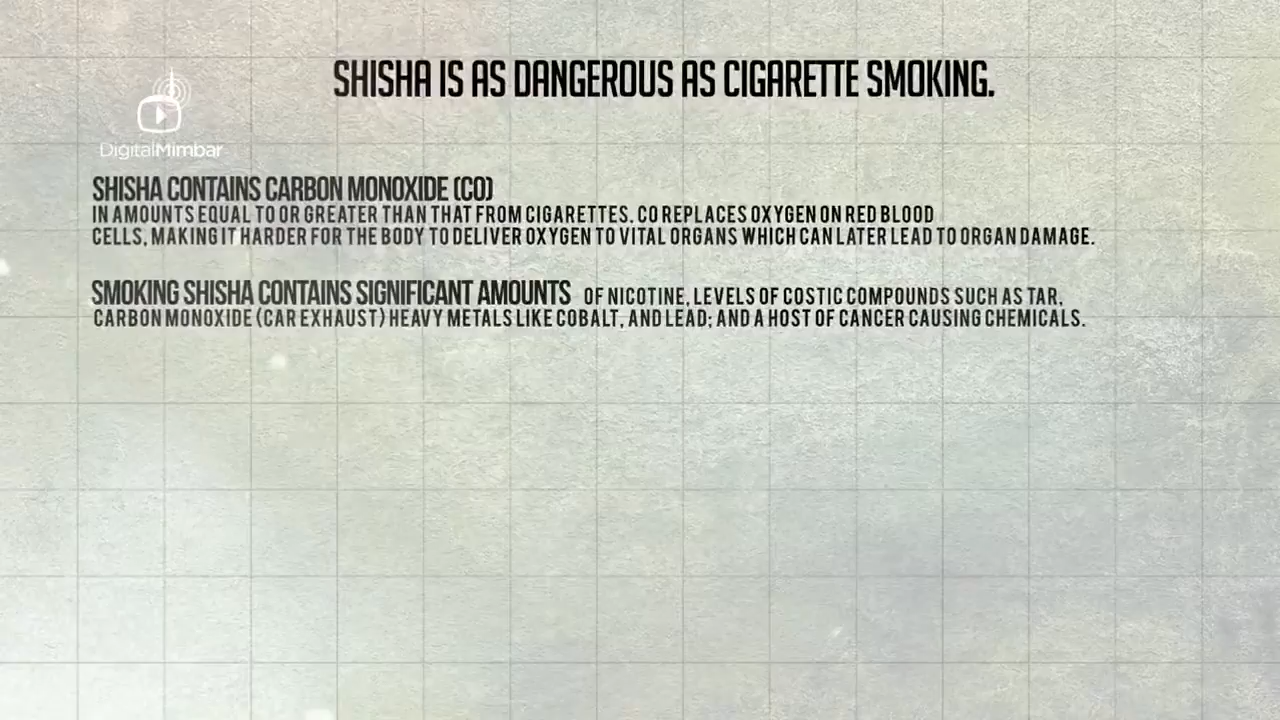 SHISHA IS AS DANGEROUS AS CIGARETTE SMOKING.
DigitalMimbar
SHISHA CONTAINS CARBON MONOXIDE (CO)
IN AMOUNTS EQUAL TO OR GREATER THAN THAT FROM CIGARETTES. CO REPLACES OXYGEN ON RED BLOOD
CELLS, MAKING IT HARDER FOR THE BODY TO DELIVER OXYGEN TO VITAL ORGANS WHICH CAN LATER LEAD TO ORGAN DAMAGE.
SMOKING SHISHA CONTAINS SIGNIFICANT AMOUNTS OF NICOTINE, LEVELS OF COSTIC COMPOUNDS SUCH AS TAR,
CARBON MONOXIDE (CAR EXHAUST) HEAVY METALS LIKE COBALT, AND LEAD; AND A HOST OF CANCER CAUSING CHEMICALS.